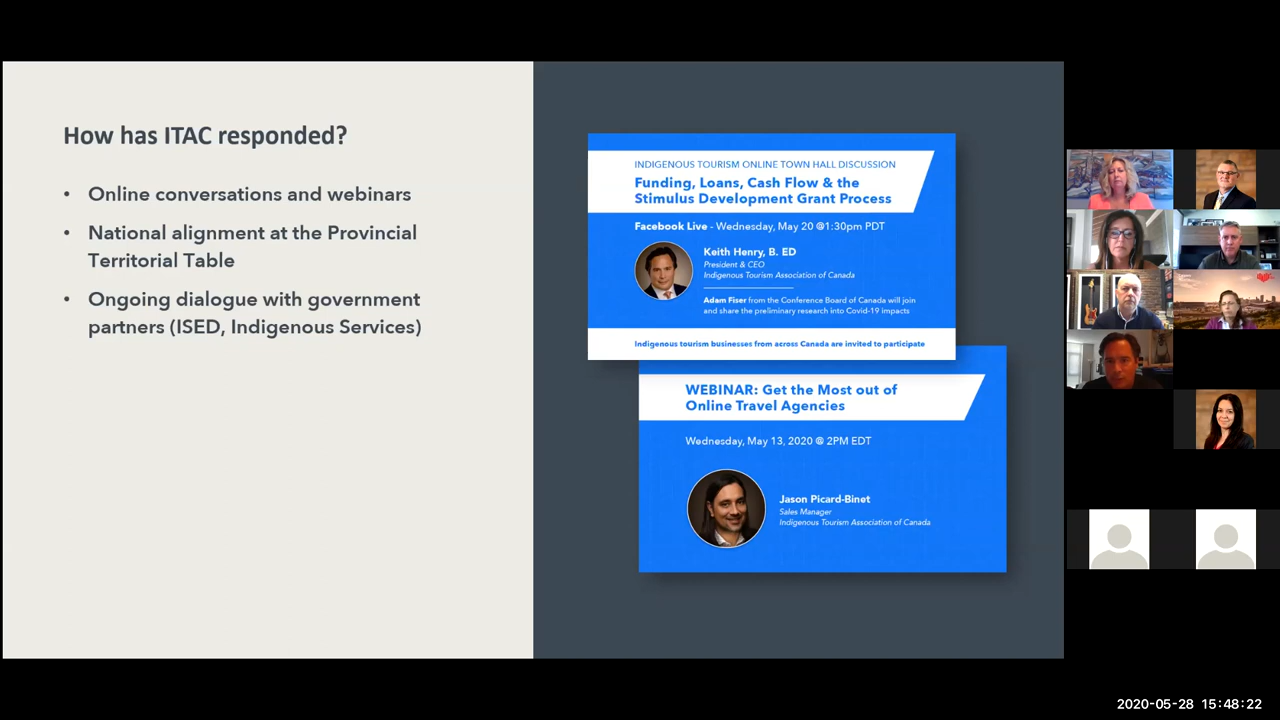 How has ITAC responded?
• Online conversations and webinars
• National alignment at the Provincial
Territorial Table
• Ongoing dialogue with government
partners (ISED, Indigenous Services)
INDIGENOUS TOURISM ONLINE TOWN HALL DISCUSSION
Funding, Loans, Cash Flow & the
Stimulus Development Grant Process
Facebook Live - Wednesday, May 20 @1:30pm PDT
Keith Henry, B. ED
President & CEO
Indigenous Tourism Association of Canada
Adam Fiser from the Conference Board of Canada will join
and share the preliminary research into Covid-19 impacts
Indigenous tourism businesses from across Canada are invited to participate
WEBINAR: Get the Most out of
Online Travel Agencies
Wednesday, May 13, 2020 @ 2PM EDT
Jason Picard-Binet
Sales Manager
Indigenous Tourism Association of Canada
2020-05-28 15:48:22